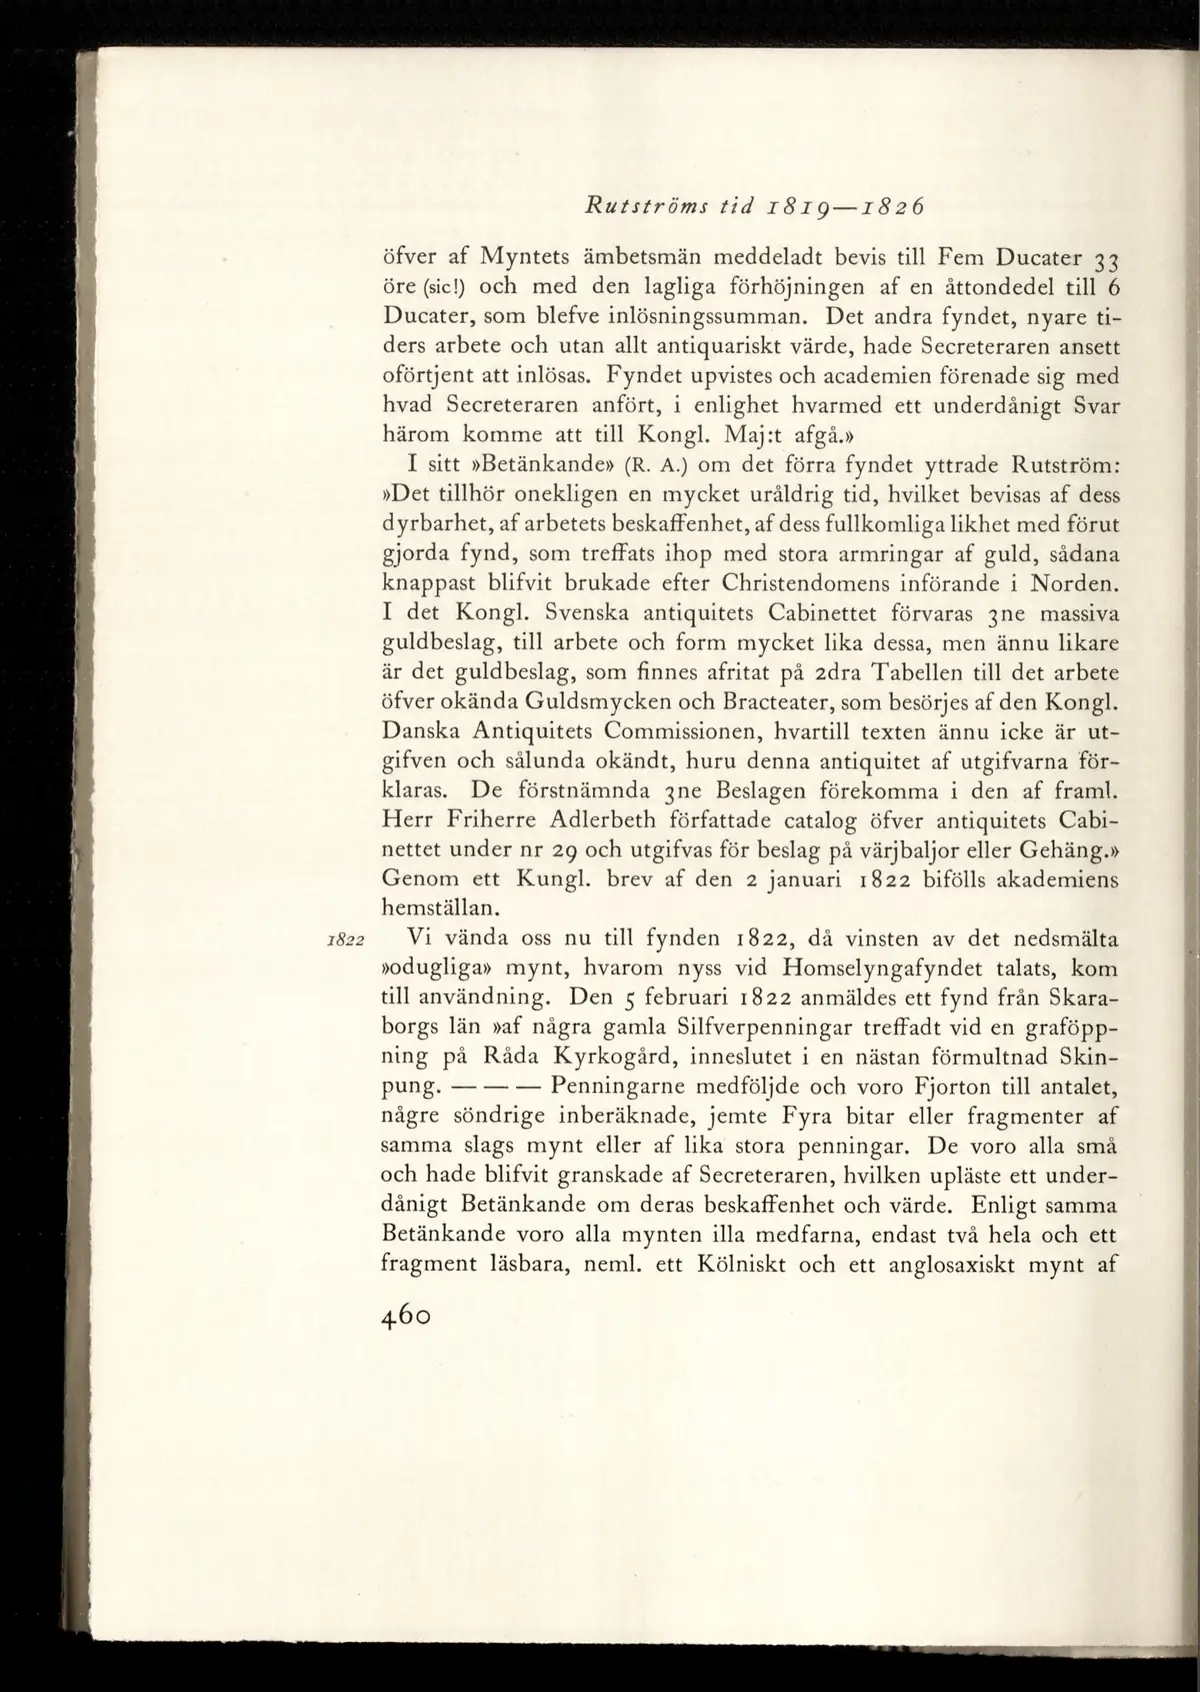 Rutströms tid 1819—1826
öfver af Myntets ämbetsmän meddeladt bevis till Fem Ducater 33
öre (sic!) och med den lagliga förhöjningen af en åttondedel till 6
Ducater, som blefve inlösningssumman. Det andra fyndet, nyare ti-
ders arbete och utan allt antiquariskt värde, hade Secreteraren ansett
oförtjent att inlösas. Fyndet upvistes och academien förenade sig med
hvad Secreteraren anfört, i enlighet hvarmed ett underdånigt Svar
härom komme att till Kongl. Maj:t afgå.»
I sitt »Betänkande» (R. A.) om det förra fyndet yttrade Rutström:
»Det tillhör onekligen en mycket uråldrig tid, hvilket bevisas af dess
dyrbarhet, af arbetets beskaffenhet, af dess fullkomliga likhet med förut
gjorda fynd, som treffats ihop med stora armringar af guld, sådana
knappast blifvit brukade efter Christendomens införande i Norden.
I det Kongl. Svenska antiquitets Cabinettet förvaras 3ne massiva
guldbeslag, till arbete och form mycket lika dessa, men ännu likare
är det guldbeslag, som finnes afritat på 2dra Tabellen till det arbete
öfver okända Guldsmycken och Bracteater, som besörjes af den Kongl.
Danska Antiquitets Commissionen, hvartill texten ännu icke är ut-
gifven och sålunda okändt, huru denna antiquitet af utgifvarna för-
klaras. De förstnämnda 3ne Beslagen förekomma i den af framl.
Herr Friherre Adlerbeth författade catalog öfver antiquitets Cabi-
nettet under nr 29 och utgifvas för beslag på värjbaljor eller Gehäng.»
Genom ett Kungl. brev af den 2 januari 1822 bifölls akademiens
hemställan.
1822 Vi vända oss nu till fynden 1822, då vinsten av det nedsmälta
»odugliga» mynt, hvarom nyss vid Homselyngafyndet talats, kom
till användning. Den 5 februari 1822 anmäldes ett fynd från Skara-
borgs län »af några gamla Silfverpenningar treffadt vid en graföpp-
ning på Råda Kyrkogård, inneslutet i en nästan förmultnad Skin-
pung. — — — Penningarne medföljde och voro Fjorton till antalet,
någre söndrige inberäknade, jemte Fyra bitar eller fragmenter af
samma slags mynt eller af lika stora penningar. De voro alla små
och hade blifvit granskade af Secreteraren, hvilken upläste ett under-
dånigt Betänkande om deras beskaffenhet och värde. Enligt samma
Betänkande voro alla mynten illa medfarna, endast två hela och ett
fragment läsbara, neml. ett Kölniskt och ett anglosaxiskt mynt af
460